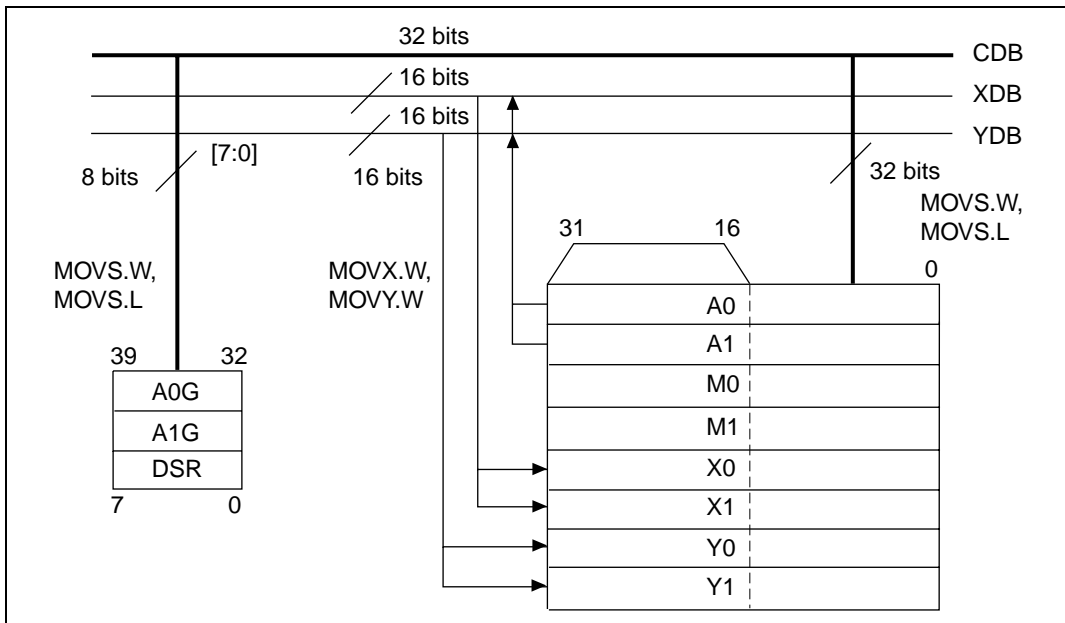 32 bits
CDB
16 bits
XDB
16 bits
YDB
[7:0]
8 bits
16 bits
32 bits
MOVS.W,
MOVS.L
31
16
0
MOVS.W,
MOVS.L
MOVX.W,
MOVY.W
39
32
A0G
A1G
DSR
7
0
A0
A1
M0
M1
X0
X1
Y0
Y1